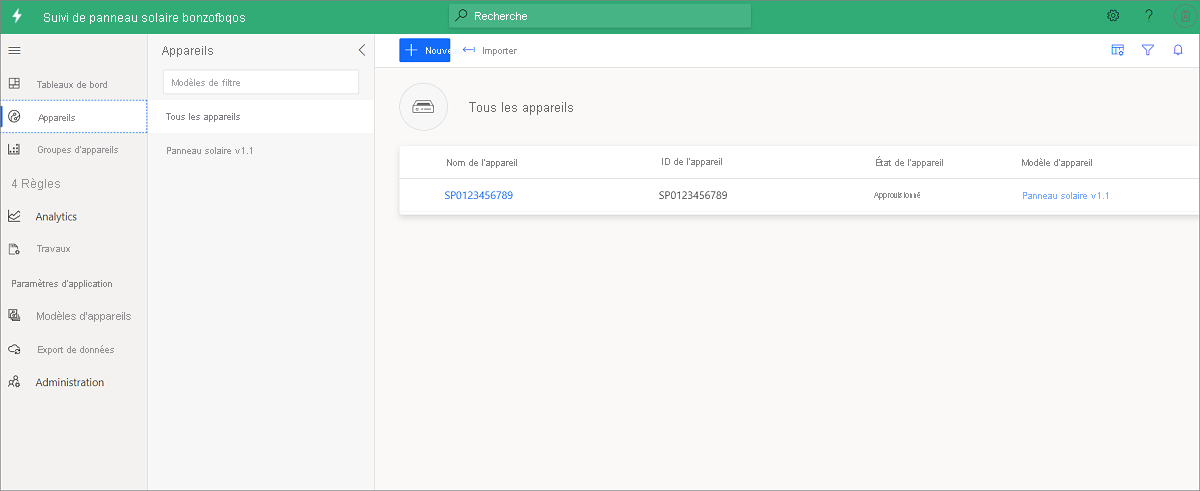 Suivi de panneau solaire bonzofbqos
Recherche
?
Tableaux de bord
Appareils
Groupes d'appareils
4 Règles
Analytics
Travaux
Paramètres d'application
Modèles d'appareils
Export de données
Administration
Appareils
Modèles de filtre
Tous les appareils
Panneau solaire v1.1
+ Nouve
Importer
Tous les appareils
Nom de l'appareil ID de l'appareil État de l'appareil Modèle d'appareil
SP0123456789 SP0123456789 Panneau solaire v1.1